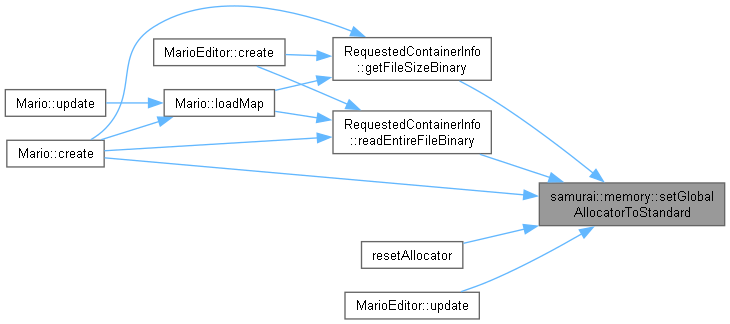 RequestedContainerInfo
::getFileSizeBinary
MarioEditor::create
Mario::update
Mario::loadMap
RequestedContainerInfo
::readEntireFileBinary
Mario::create
samurai::memory::setGlobal
AllocatorToStandard
resetAllocator
MarioEditor::update